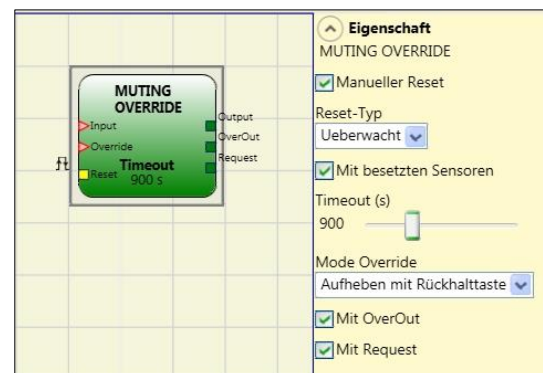 MUTING
OVERRIDE
Input
Override
Reset
Timeout
900 s
Output
OverOut
Request
Eigenschaft
MUTING OVERRIDE
Manueller Reset
Reset-Typ
Ueberwacht
Mit besetzten Sensoren
Timeout (s)
900
Mode Override
Aufheben mit Rückhalttaste
Mit OverOut
Mit Request